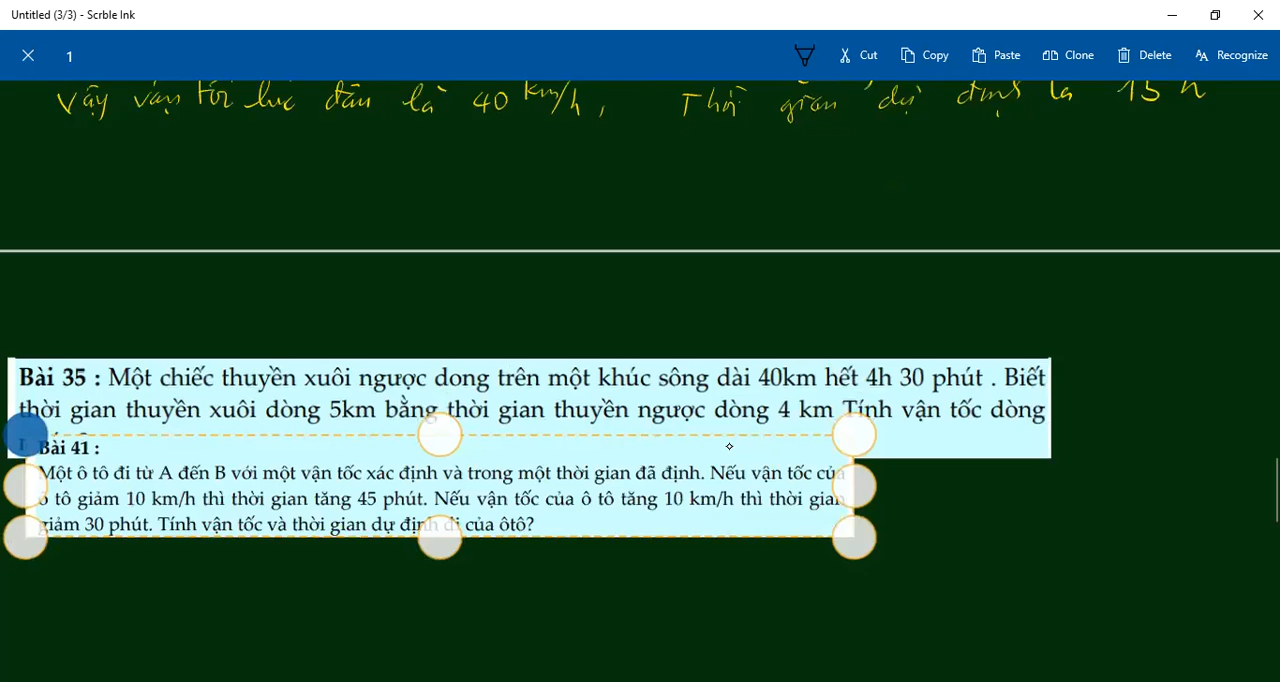 Untitled (3/3) - Scrble Ink
1 Cut Copy Paste Clone Delete Recognize
Vậy vận tốc lúc đầu là 40 km/h, Thời gian dự định là 15 h
Bài 35 : Một chiếc thuyền xuôi ngược dong trên một khúc sông dài 40km hết 4h 30 phút . Biết
thời gian thuyền xuôi dòng 5km bằng thời gian thuyền ngược dòng 4 km Tính vận tốc dòng
Bài 41 :
Một ô tô đi từ A đến B với một vận tốc xác định và trong một thời gian đã định. Nếu vận tốc của
ô tô giảm 10 km/h thì thời gian tăng 45 phút. Nếu vận tốc của ô tô tăng 10 km/h thì thời gian
giảm 30 phút. Tính vận tốc và thời gian dự định đi của ôtô?